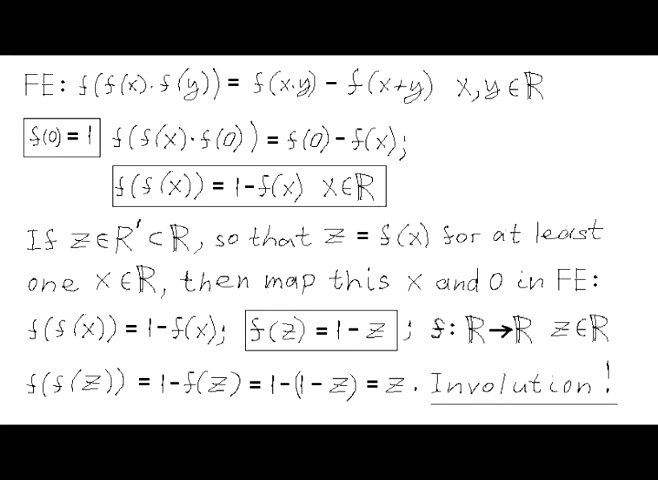 FE: f(f(x)·f(y)) = f(x·y) - f(x+y) x,y∈ℝ
f(0) = 1 f(f(x)·f(0)) = f(0) - f(x);
f(f(x)) = 1-f(x) x∈ℝ
If z∈ℝ'⊂ℝ, so that z = f(x) for at least
one x∈ℝ, then map this x and 0 in FE:
f(f(x)) = 1-f(x); f(z) = 1-z ; f: ℝ→ℝ z∈ℝ
f(f(z)) = 1-f(z) = 1-(1-z) = z. Involution!